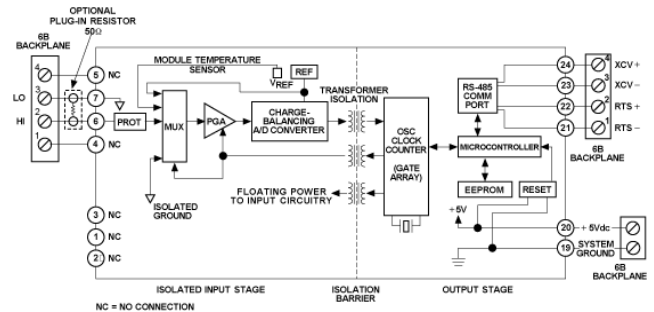 OPTIONAL
PLUG-IN RESISTOR
50Ω
6B
BACKPLANE
4
3
2
1
LO
HI
5 NC
7
6
4 NC
3 NC
1 NC
2 NC
PROT
MODULE TEMPERATURE
SENSOR
VREF
REF
MUX
PGA
CHARGE-
BALANCING
A/D CONVERTER
TRANSFORMER
ISOLATION
ISOLATED
GROUND
FLOATING POWER
TO INPUT CIRCUITRY
OSC
CLOCK
COUNTER
(GATE
ARRAY)
RS-485
COMM
PORT
MICROCONTROLLER
EEPROM
RESET
+5V
24
23
22
21
4
3
2
1
XCV +
XCV −
RTS +
RTS −
6B
BACKPLANE
20 + 5Vdc
19 SYSTEM
GROUND
6B
BACKPLANE
ISOLATED INPUT STAGE
ISOLATION
BARRIER
OUTPUT STAGE
NC = NO CONNECTION